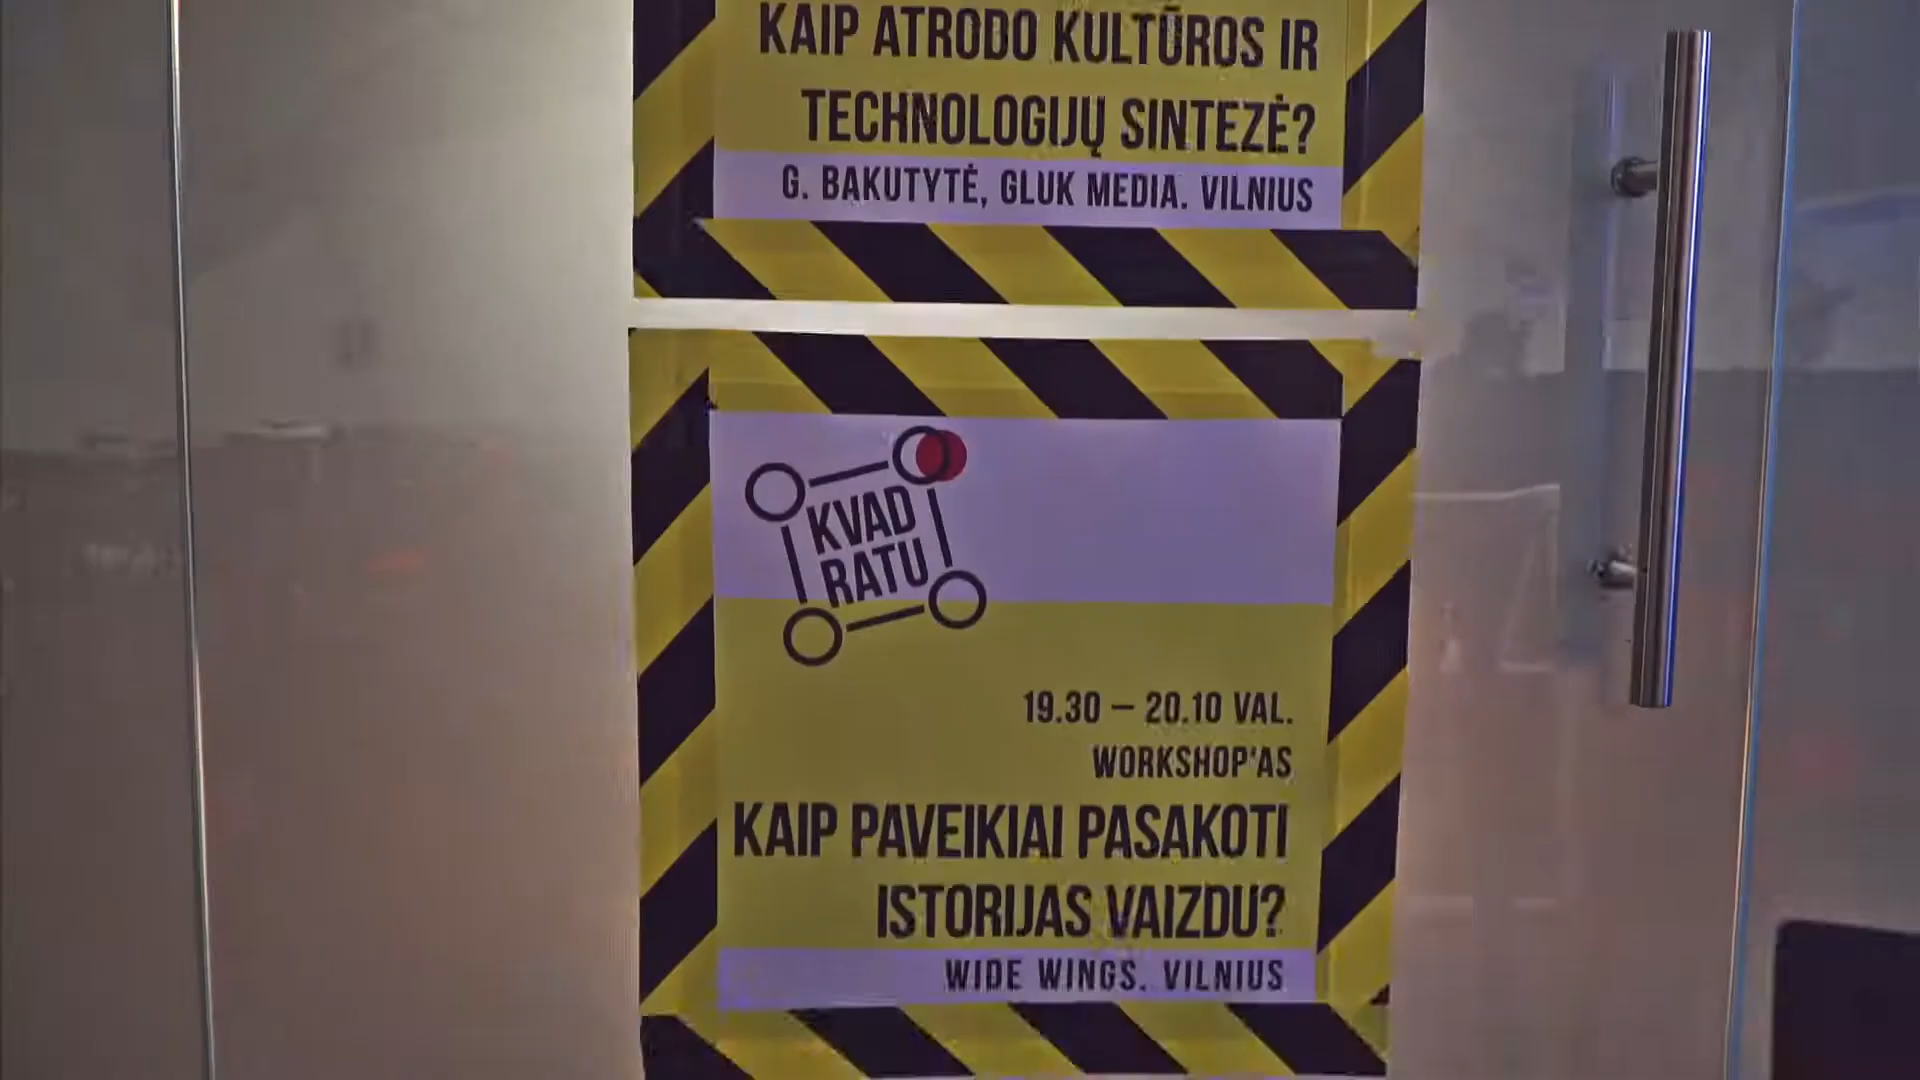 KAIP ATRODO KULTŪROS IR
TECHNOLOGIJŲ SINTEZĖ?
G. BAKUTYTĖ, GLUK MEDIA. VILNIUS
KVAD
RATU
19.30 – 20.10 VAL.
WORKSHOP'AS
KAIP PAVEIKIAI PASAKOTI
ISTORIJAS VAIZDU?
WIDE WINGS. VILNIUS